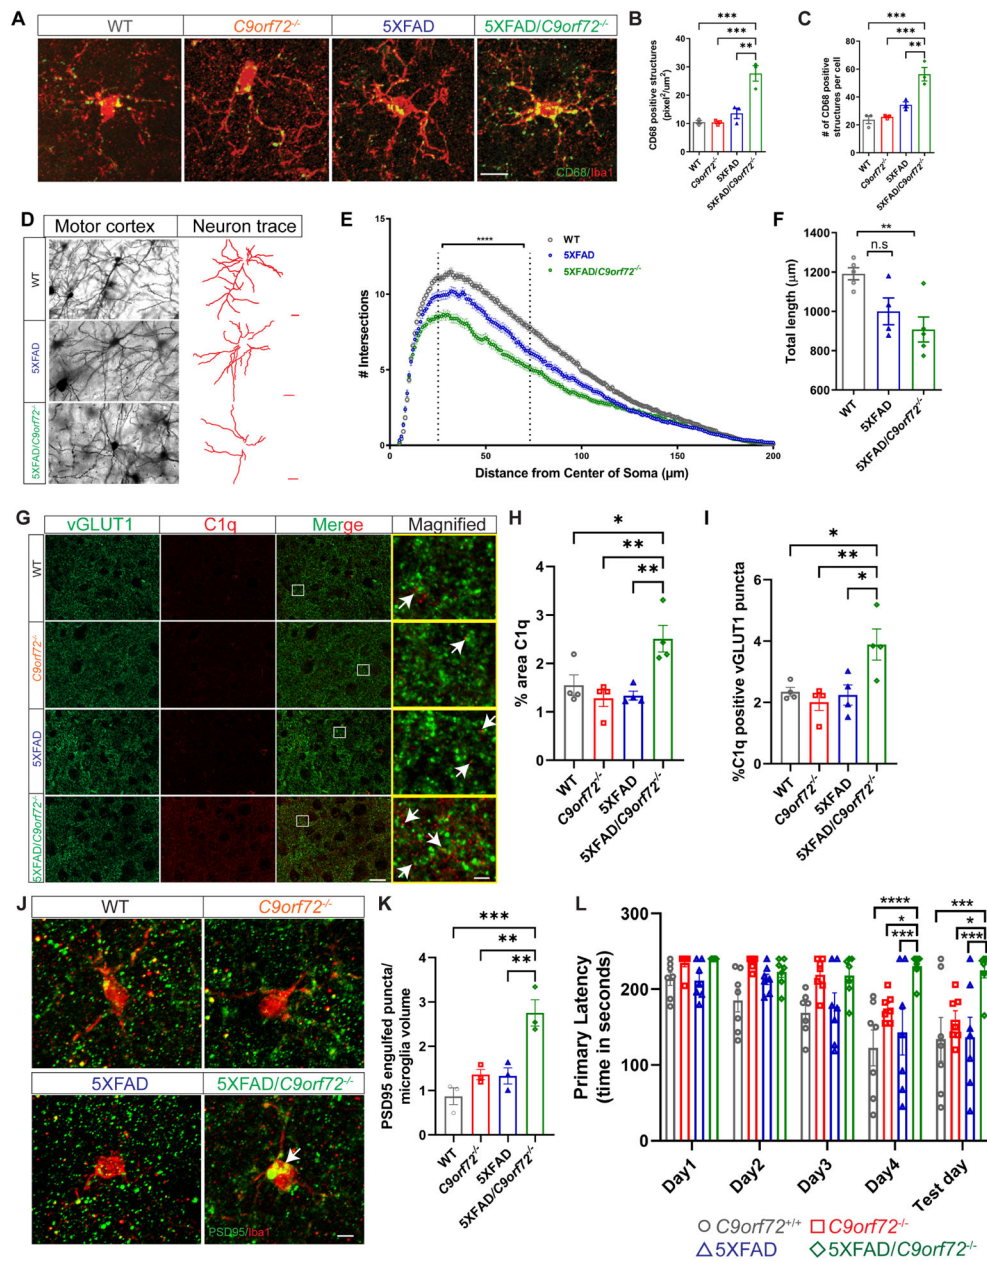 A
WT
C9orf72-/-
5XFAD
5XFAD/C9orf72-/-
CD68/Iba1
B
***
***
**
CD68 positive structures
(pixel²/um²)
40
30
20
10
0
WT
C9orf72-/-
5XFAD
5XFAD/C9orf72-/-
C
***
***
**
# of CD68 positive
structures per cell
80
60
40
20
0
WT
C9orf72-/-
5XFAD
5XFAD/C9orf72-/-
D
Motor cortex
Neuron trace
WT
5XFAD
5XFAD/C9orf72-/-
E
****
WT
5XFAD
5XFAD/C9orf72-/-
# Intersections
15
10
5
0
0
50
100
150
200
Distance from Center of Soma (µm)
F
**
n.s
Total length (µm)
1400
1200
1000
800
600
WT
5XFAD
5XFAD/C9orf72-/-
G
vGLUT1
C1q
Merge
Magnified
WT
C9orf72-/-
5XFAD
5XFAD/C9orf72-/-
H
*
**
**
% area C1q
4
3
2
1
0
WT
C9orf72-/-
5XFAD
5XFAD/C9orf72-/-
I
*
**
*
%C1q positive vGLUT1 puncta
6
4
2
0
WT
C9orf72-/-
5XFAD
5XFAD/C9orf72-/-
J
WT
C9orf72-/-
5XFAD
5XFAD/C9orf72-/-
PSD95/Iba1
K
***
**
**
PSD95 engulfed puncta/
microglia volume
4
3
2
1
0
WT
C9orf72-/-
5XFAD
5XFAD/C9orf72-/-
L
****
*
***
***
*
***
Primary Latency
(time in seconds)
300
200
100
0
Day1
Day2
Day3
Day4
Test day
C9orf72+/+
C9orf72-/-
5XFAD
5XFAD/C9orf72-/-